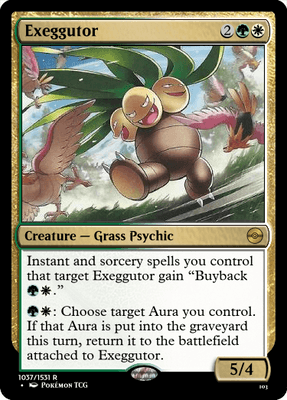 Exeggutor 2
Creature — Grass Psychic
Instant and sorcery spells you control
that target Exeggutor gain “Buyback
.”
: Choose target Aura you control.
If that Aura is put into the graveyard
this turn, return it to the battlefield
attached to Exeggutor.
5/4
1037/1531 R
• Pokémon TCG
103